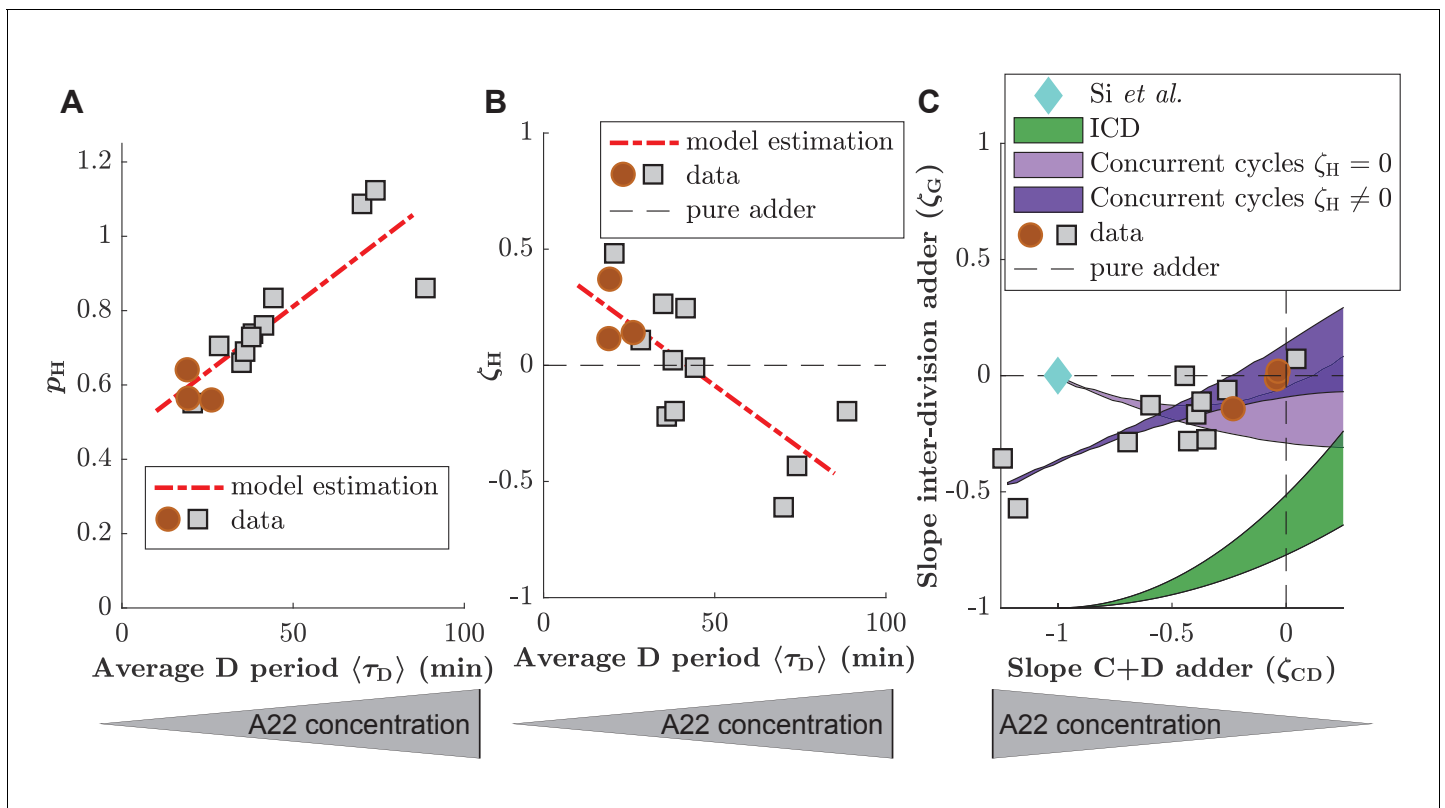 A
1.2
1
0.8
0.6
0.4
0.2
0
0
50
100
p_H
model estimation
data
Average D period ⟨τ_D⟩ (min)
A22 concentration
B
1
0.5
0
-0.5
-1
0
50
100
ζ_H
model estimation
data
pure adder
Average D period ⟨τ_D⟩ (min)
A22 concentration
C
Si et al.
ICD
Concurrent cycles ζ_H = 0
Concurrent cycles ζ_H ≠ 0
data
pure adder
1
0
-0.5
-1
-1
-0.5
0
Slope inter-division adder (ζ_G)
Slope C+D adder (ζ_CD)
A22 concentration